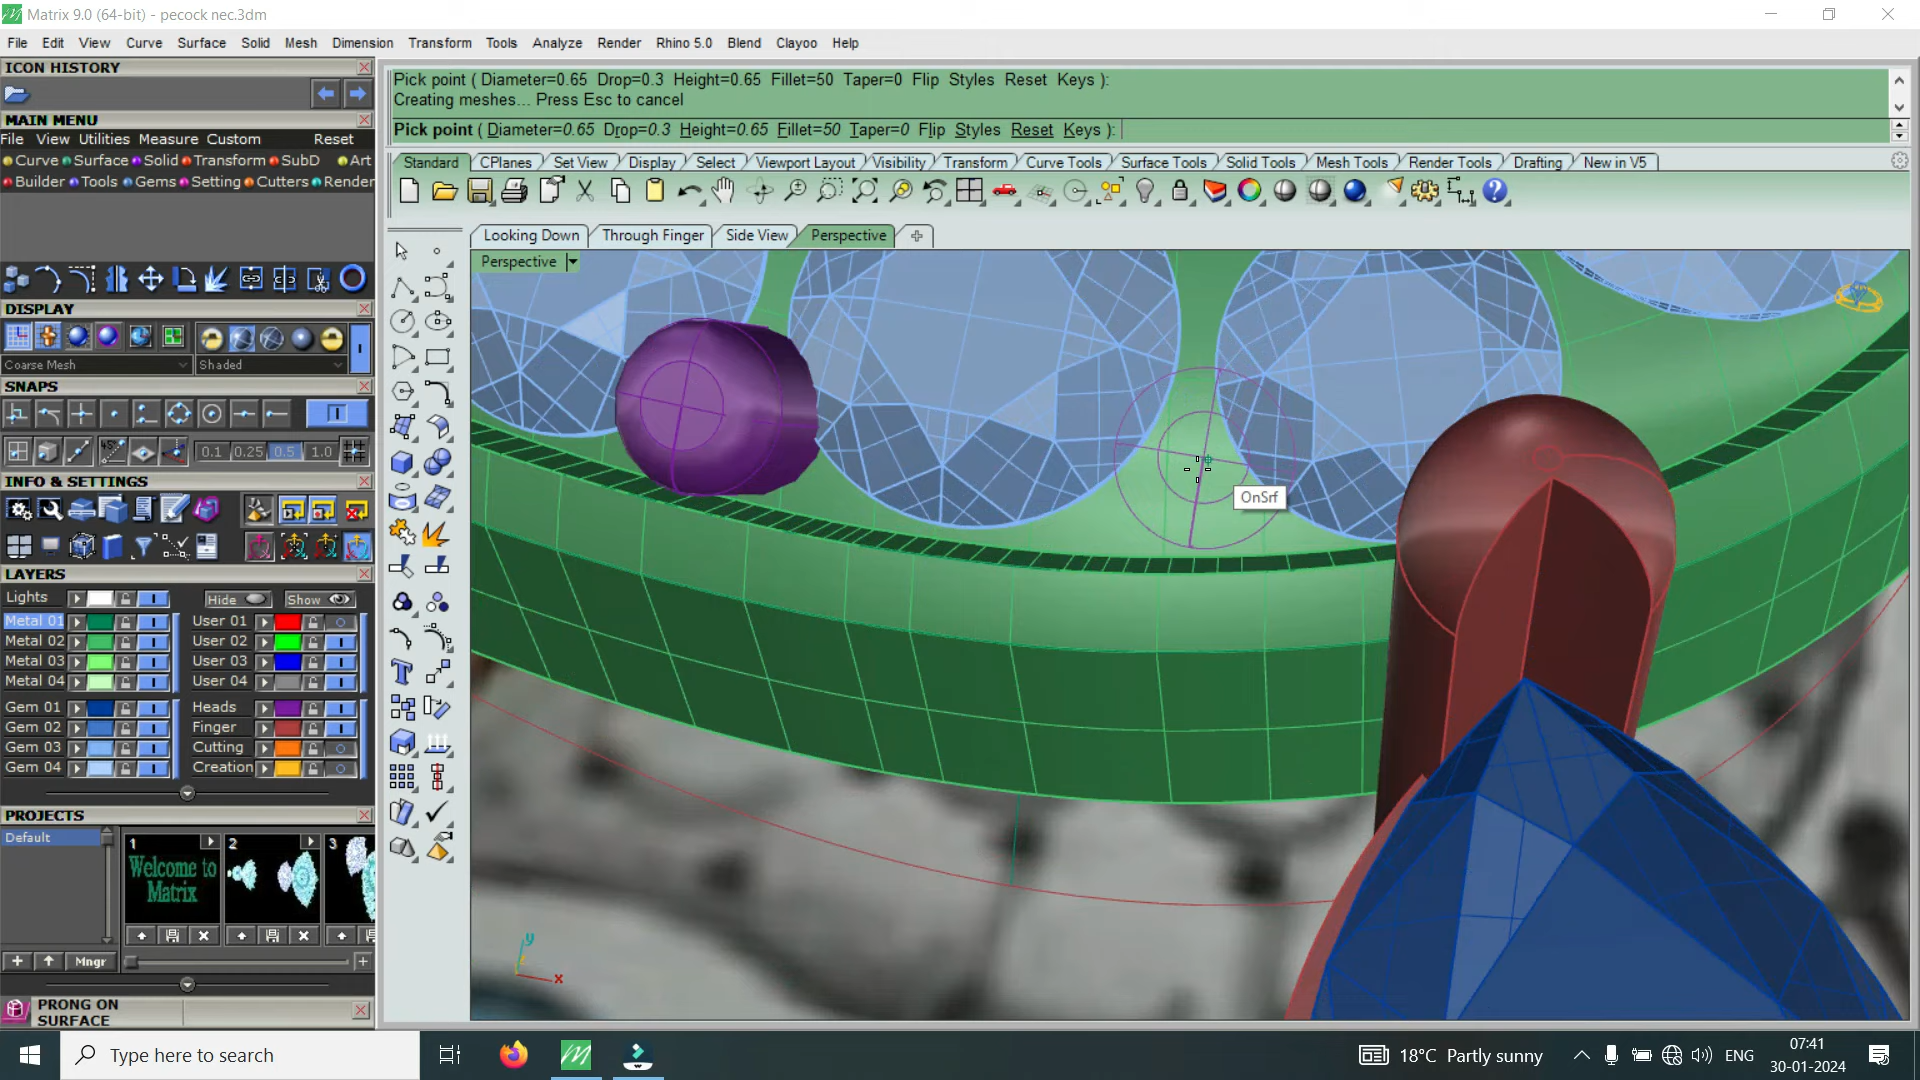 Matrix 9.0 (64-bit) - pecock nec.3dm
File Edit View Curve Surface Solid Mesh Dimension Transform Tools Analyze Render Rhino 5.0 Blend Clayoo Help
ICON HISTORY
MAIN MENU
File View Utilities Measure Custom Reset
Curve Surface Solid Transform SubD Art
Builder Tools Gems Setting Cutters Render
DISPLAY
Coarse Mesh Shaded
SNAPS
45°
0.1 0.25 0.5 1.0
INFO & SETTINGS
LAYERS
Lights Hide Show
Metal 01 User 01
Metal 02 User 02
Metal 03 User 03
Metal 04 User 04
Gem 01 Heads
Gem 02 Finger
Gem 03 Cutting
Gem 04 Creation
PROJECTS
Default
1 2 3
Welcome to
Matrix
Mngr
PRONG ON
SURFACE
Pick point ( Diameter=0.65 Drop=0.3 Height=0.65 Fillet=50 Taper=0 Flip Styles Reset Keys ):
Creating meshes... Press Esc to cancel
Pick point ( Diameter=0.65 Drop=0.3 Height=0.65 Fillet=50 Taper=0 Flip Styles Reset Keys ):
Standard CPlanes Set View Display Select Viewport Layout Visibility Transform Curve Tools Surface Tools Solid Tools Mesh Tools Render Tools Drafting New in V5
Looking Down Through Finger Side View Perspective
Perspective
OnSrf
y
x
Type here to search
18°C Partly sunny
ENG
07:41
30-01-2024